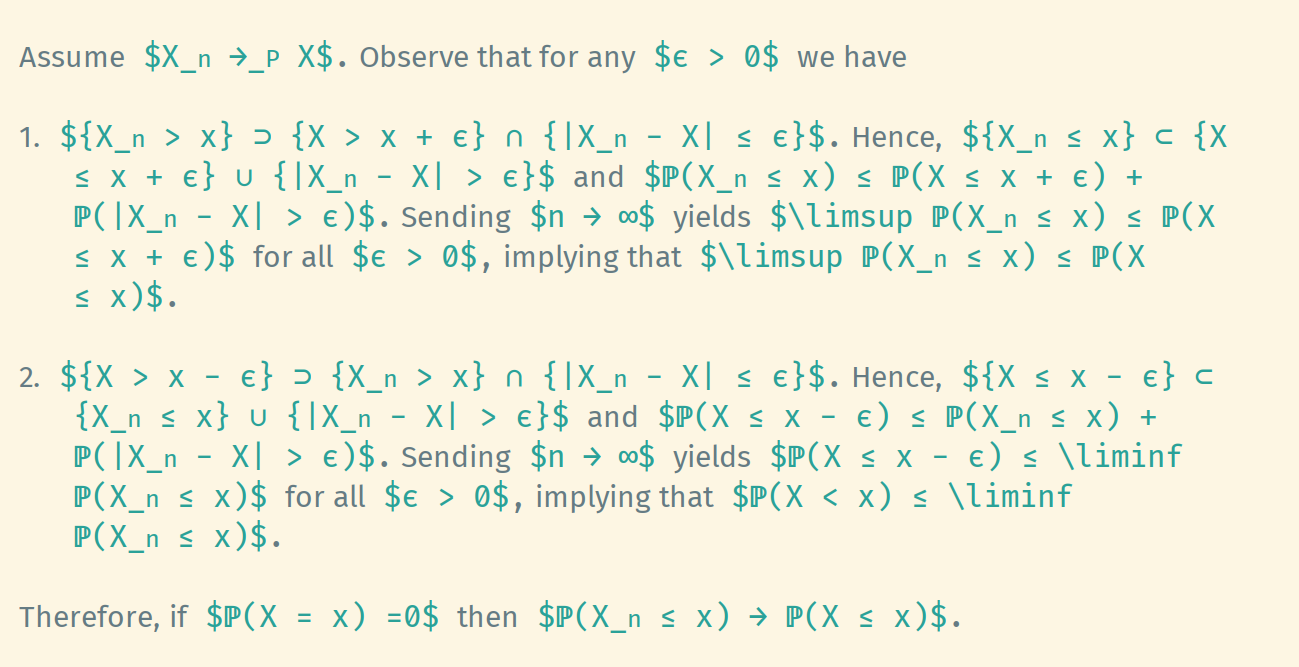 Assume $X_n →_P X$. Observe that for any $ϵ > 0$ we have
1. ${X_n > x} ⊃ {X > x + ϵ} ∩ {|X_n − X| ≤ ϵ}$. Hence, ${X_n ≤ x} ⊂ {X
≤ x + ϵ} ∪ {|X_n − X| > ϵ}$ and $ℙ(X_n ≤ x) ≤ ℙ(X ≤ x + ϵ) +
ℙ(|X_n − X| > ϵ)$. Sending $n → ∞$ yields $\limsup ℙ(X_n ≤ x) ≤ ℙ(X
≤ x + ϵ)$ for all $ϵ > 0$, implying that $\limsup ℙ(X_n ≤ x) ≤ ℙ(X
≤ x)$.
2. ${X > x − ϵ} ⊃ {X_n > x} ∩ {|X_n − X| ≤ ϵ}$. Hence, ${X ≤ x − ϵ} ⊂
{X_n ≤ x} ∪ {|X_n − X| > ϵ}$ and $ℙ(X ≤ x − ϵ) ≤ ℙ(X_n ≤ x) +
ℙ(|X_n − X| > ϵ)$. Sending $n → ∞$ yields $ℙ(X ≤ x − ϵ) ≤ \liminf
ℙ(X_n ≤ x)$ for all $ϵ > 0$, implying that $ℙ(X < x) ≤ \liminf
ℙ(X_n ≤ x)$.
Therefore, if $ℙ(X = x) =0$ then $ℙ(X_n ≤ x) → ℙ(X ≤ x)$.